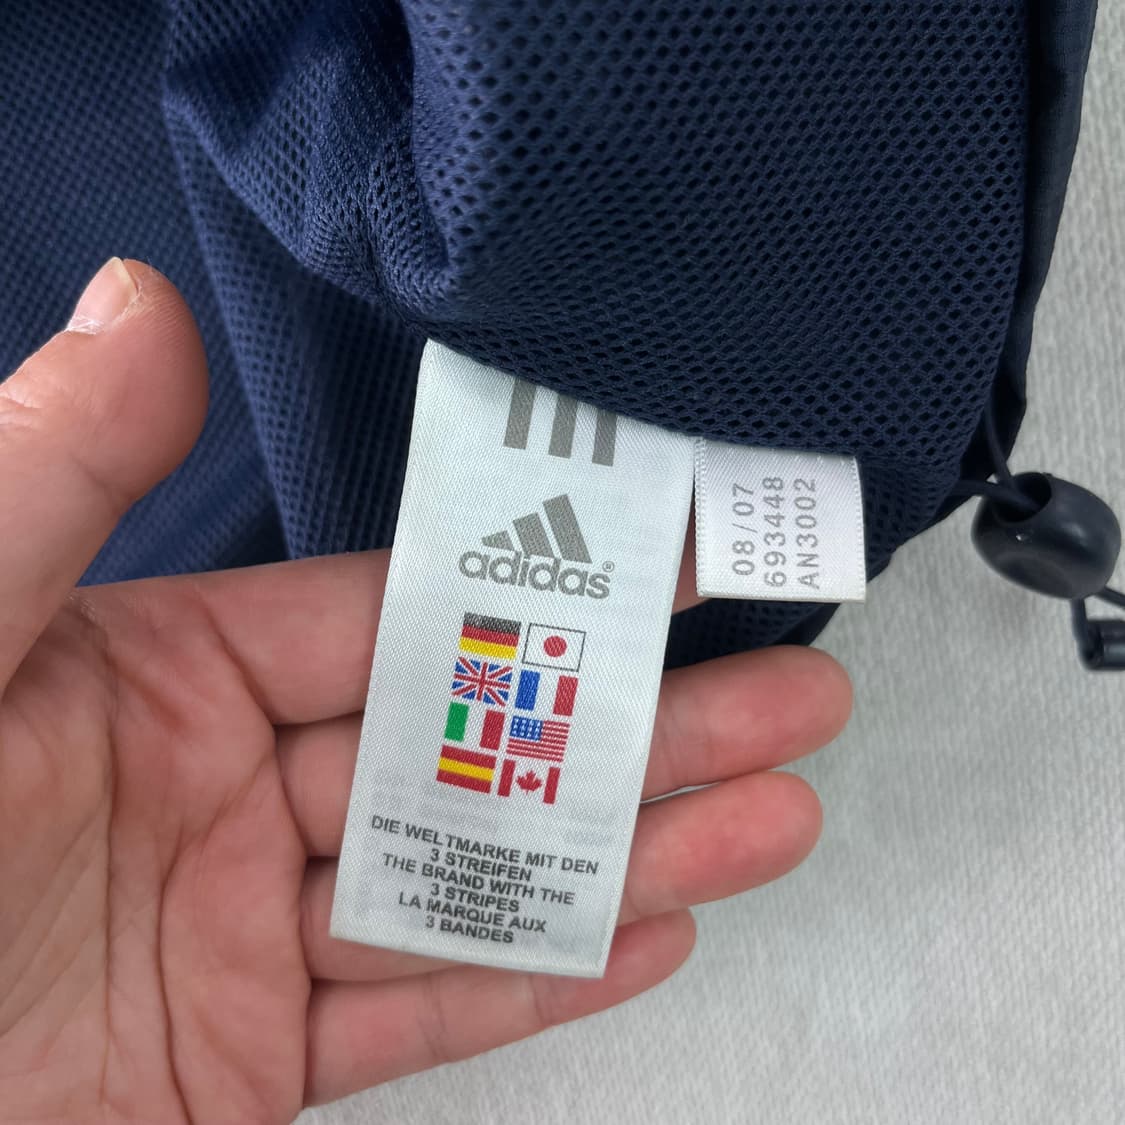 adidas®
DIE WELTMARKE MIT DEN
3 STREIFEN
THE BRAND WITH THE
3 STRIPES
LA MARQUE AUX
3 BANDES
08/07
693448
AN3002